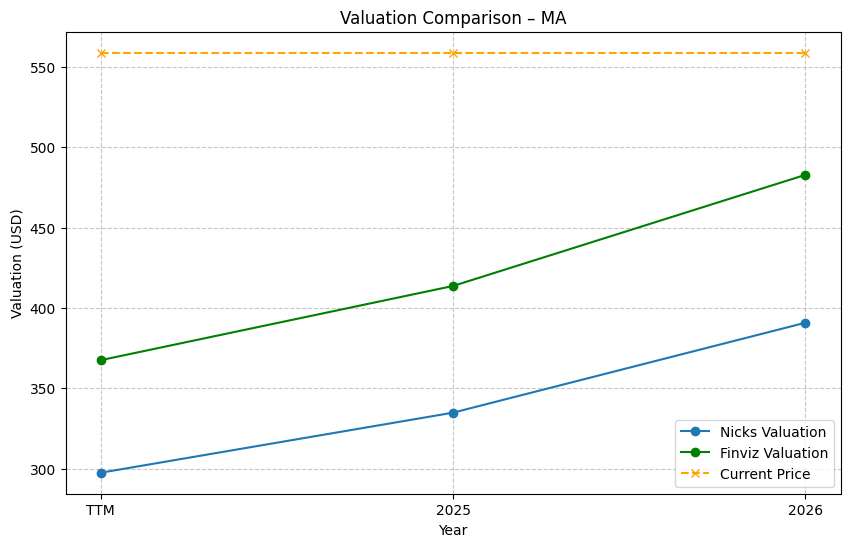 Valuation Comparison – MA
Valuation (USD)
550
500
450
400
350
300
TTM
2025
2026
Year
Nicks Valuation
Finviz Valuation
Current Price